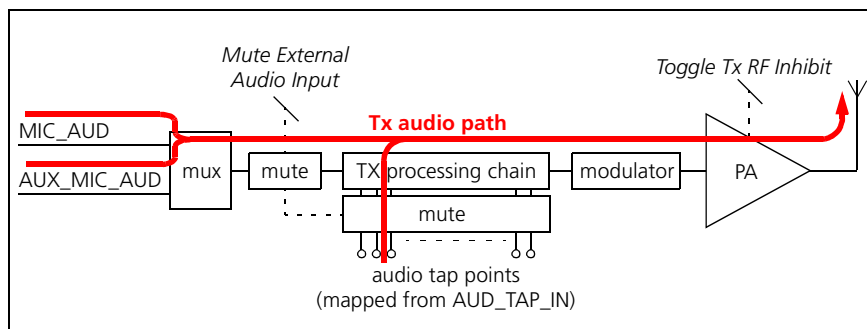 Mute External
Audio Input
Toggle Tx RF Inhibit
Tx audio path
MIC_AUD
AUX_MIC_AUD
mux
mute
TX processing chain
modulator
PA
mute
audio tap points
(mapped from AUD_TAP_IN)